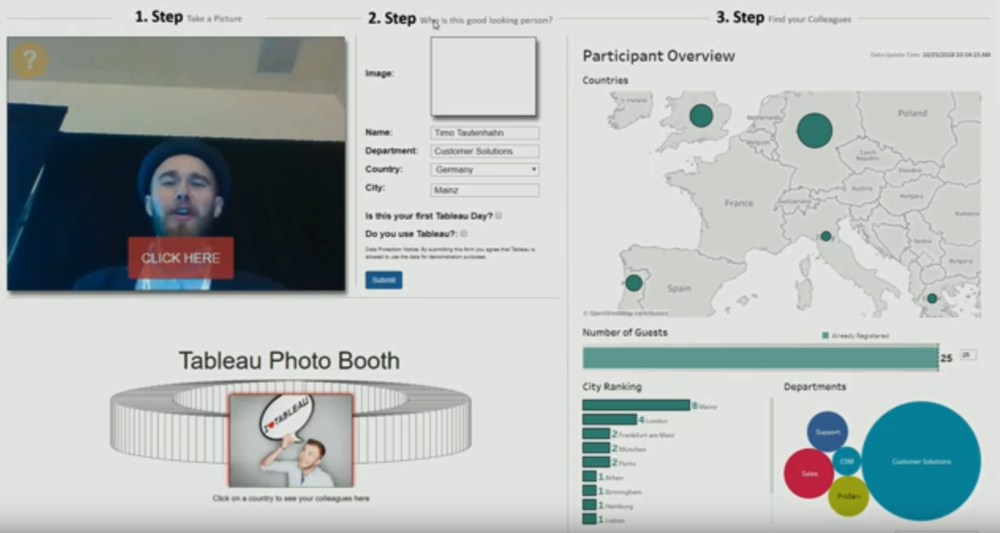 1. Step Take a Picture
2. Step Who is this good looking person?
3. Step Find your Colleagues
?
CLICK HERE
Image:
Name: Timo Tautenhahn
Department: Customer Solutions
Country: Germany
City: Mainz
Is this your first Tableau Day?
Do you use Tableau?:
Data Protection Notice: By submitting this form you agree that Tableau is
allowed to use the data for demonstration purposes.
Submit
Tableau Photo Booth
I ♥ TABLEAU
Click on a country to see your colleagues here
Participant Overview
Data Update Time: 10/25/2018 10:34:15 AM
Countries
Ireland
Netherlands
Belgium
Poland
Czech
Republic
Slovakia
Austria
Hungary
Switzerland
France
Romania
Serbia
Bulgaria
Spain
© OpenStreetMap contributors
Number of Guests
Already Registered
25
25
City Ranking
8 Mainz
4 London
2 Frankfurt am Main
2 München
2 Porto
1 Athen
1 Birmingham
1 Hamburg
1 Lisbon
Departments
Support
CSM
Customer Solutions
Sales
ProServ